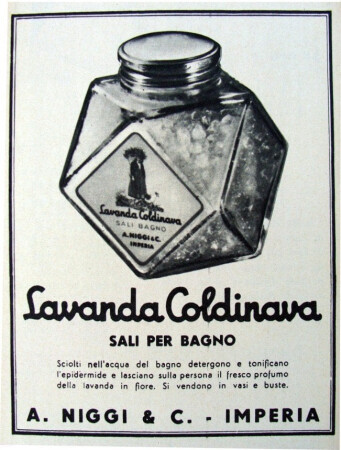 Lavanda Coldinava
SALI BAGNO
A. NIGGI & C.
IMPERIA
Lavanda Coldinava
SALI PER BAGNO
Sciolti nell'acqua del bagno detergono e tonificano
l'epidermide e lasciano sulla persona il fresco profumo
della lavanda in fiore. Si vendono in vasi e buste.
A. NIGGI & C. - IMPERIA